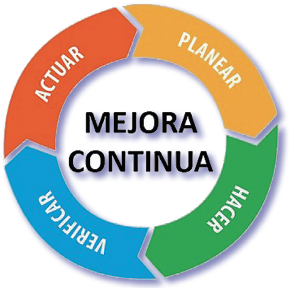 MEJORA
CONTINUA
PLANEAR
HACER
VERIFICAR
ACTUAR